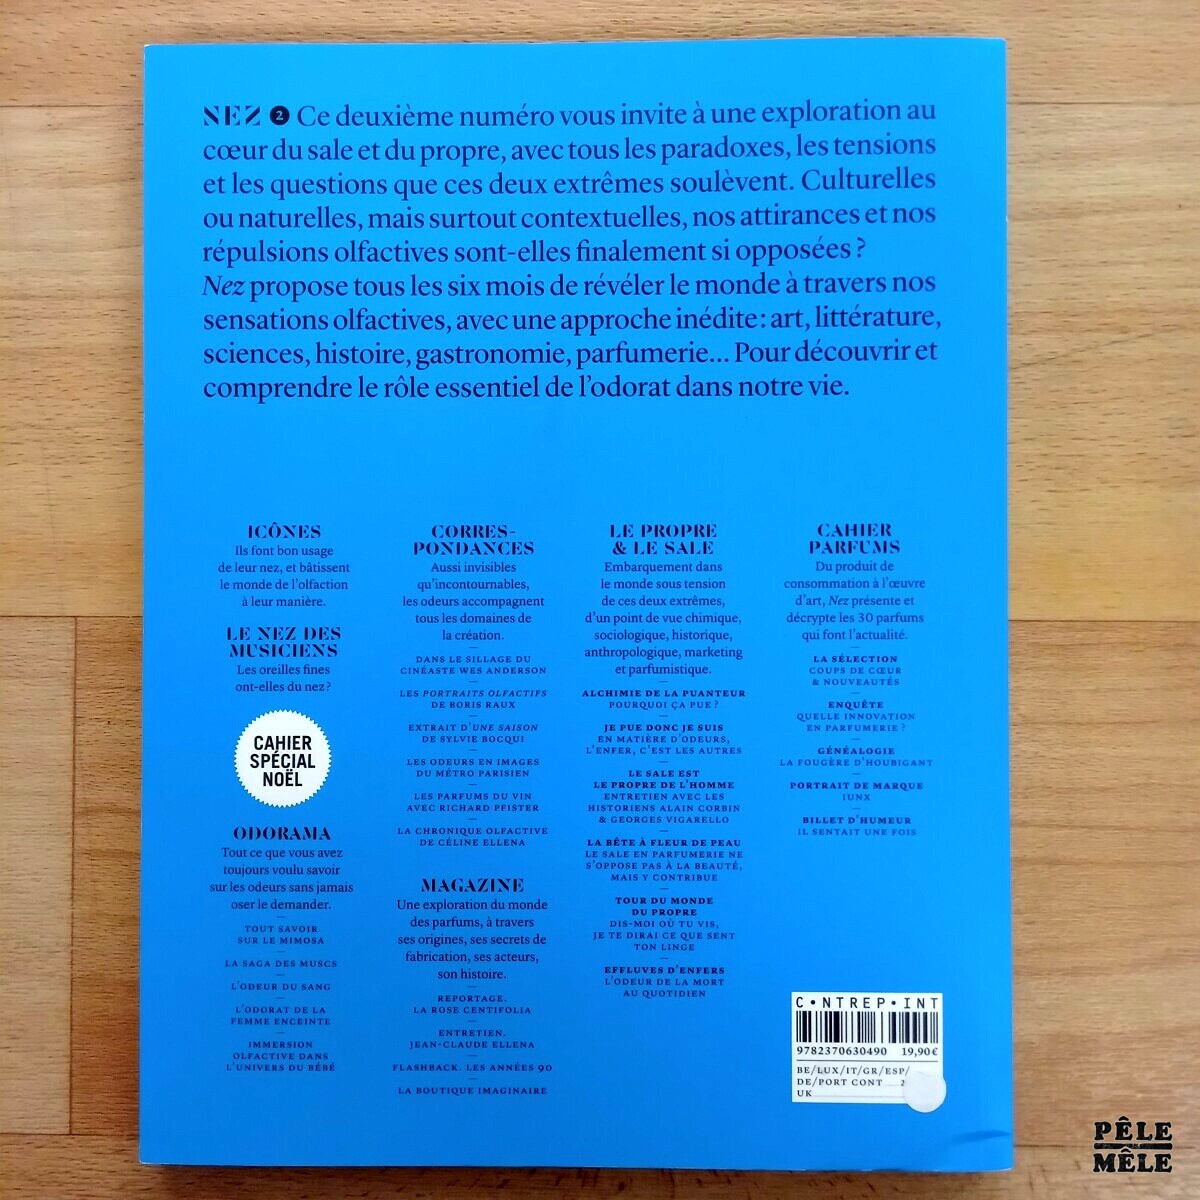 NEZ 2 Ce deuxième numéro vous invite à une exploration au
cœur du sale et du propre, avec tous les paradoxes, les tensions
et les questions que ces deux extrêmes soulèvent. Culturelles
ou naturelles, mais surtout contextuelles, nos attirances et nos
répulsions olfactives sont-elles finalement si opposées ?
Nez propose tous les six mois de révéler le monde à travers nos
sensations olfactives, avec une approche inédite : art, littérature,
sciences, histoire, gastronomie, parfumerie... Pour découvrir et
comprendre le rôle essentiel de l'odorat dans notre vie.
ICÔNES
Ils font bon usage
de leur nez, et bâtissent
le monde de l'olfaction
à leur manière.
LE NEZ DES
MUSICIENS
Les oreilles fines
ont-elles du nez ?
CAHIER
SPÉCIAL
NOËL
ODORAMA
Tout ce que vous avez
toujours voulu savoir
sur les odeurs sans jamais
oser le demander.
—
TOUT SAVOIR
SUR LE MIMOSA
—
LA SAGA DES MUSCS
—
L'ODEUR DU SANG
—
L'ODORAT DE LA
FEMME ENCEINTE
—
IMMERSION
OLFACTIVE DANS
L'UNIVERS DU BÉBÉ
CORRES-
PONDANCES
Aussi invisibles
qu'incontournables,
les odeurs accompagnent
tous les domaines de
la création.
—
DANS LE SILLAGE DU
CINÉASTE WES ANDERSON
—
LES PORTRAITS OLFACTIFS
DE BORIS RAUX
—
EXTRAIT D'UNE SAISON
DE SYLVIE BOCQUI
—
LES ODEURS EN IMAGES
DU MÉTRO PARISIEN
—
LES PARFUMS DU VIN
AVEC RICHARD PFISTER
—
LA CHRONIQUE OLFACTIVE
DE CÉLINE ELLENA
MAGAZINE
Une exploration du monde
des parfums, à travers
ses origines, ses secrets de
fabrication, ses acteurs,
son histoire.
—
REPORTAGE.
LA ROSE CENTIFOLIA
—
ENTRETIEN.
JEAN-CLAUDE ELLENA
—
FLASHBACK. LES ANNÉES 90
—
LA BOUTIQUE IMAGINAIRE
LE PROPRE
& LE SALE
Embarquement dans
le monde sous tension
de ces deux extrêmes,
d'un point de vue chimique,
sociologique, historique,
anthropologique, marketing
et parfumistique.
—
ALCHIMIE DE LA PUANTEUR
POURQUOI ÇA PUE ?
—
JE PUE DONC JE SUIS
EN MATIÈRE D'ODEURS,
L'ENFER, C'EST LES AUTRES
—
LE SALE EST
LE PROPRE DE L'HOMME
ENTRETIEN AVEC LES
HISTORIENS ALAIN CORBIN
& GEORGES VIGARELLO
—
LA BÊTE À FLEUR DE PEAU
LE SALE EN PARFUMERIE NE
S'OPPOSE PAS À LA BEAUTÉ,
MAIS Y CONTRIBUE
—
TOUR DU MONDE
DU PROPRE
DIS-MOI OÙ TU VIS,
JE TE DIRAI CE QUE SENT
TON LINGE
—
EFFLUVES D'ENFERS
L'ODEUR DE LA MORT
AU QUOTIDIEN
CAHIER
PARFUMS
Du produit de
consommation à l'œuvre
d'art, Nez présente et
décrypte les 30 parfums
qui font l'actualité.
—
LA SÉLECTION
COUPS DE CŒUR
& NOUVEAUTÉS
—
ENQUÊTE
QUELLE INNOVATION
EN PARFUMERIE ?
—
GÉNÉALOGIE
LA FOUGÈRE D'HOUBIGANT
—
PORTRAIT DE MARQUE
IUNX
—
BILLET D'HUMEUR
IL SENTAIT UNE FOIS
C•NTREP•INT
9782370630490 19,90€
BE/LUX/IT/GR/ESP/
DE/PORT CONT 2
UK
PÊLE
MÊLE